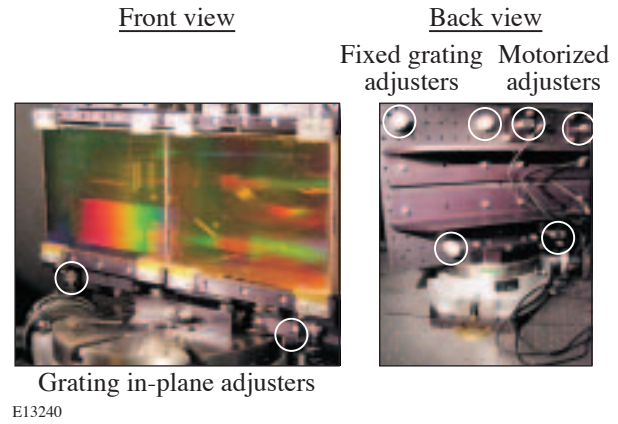 Front view
Back view
Fixed grating
adjusters
Motorized
adjusters
Grating in-plane adjusters
E13240